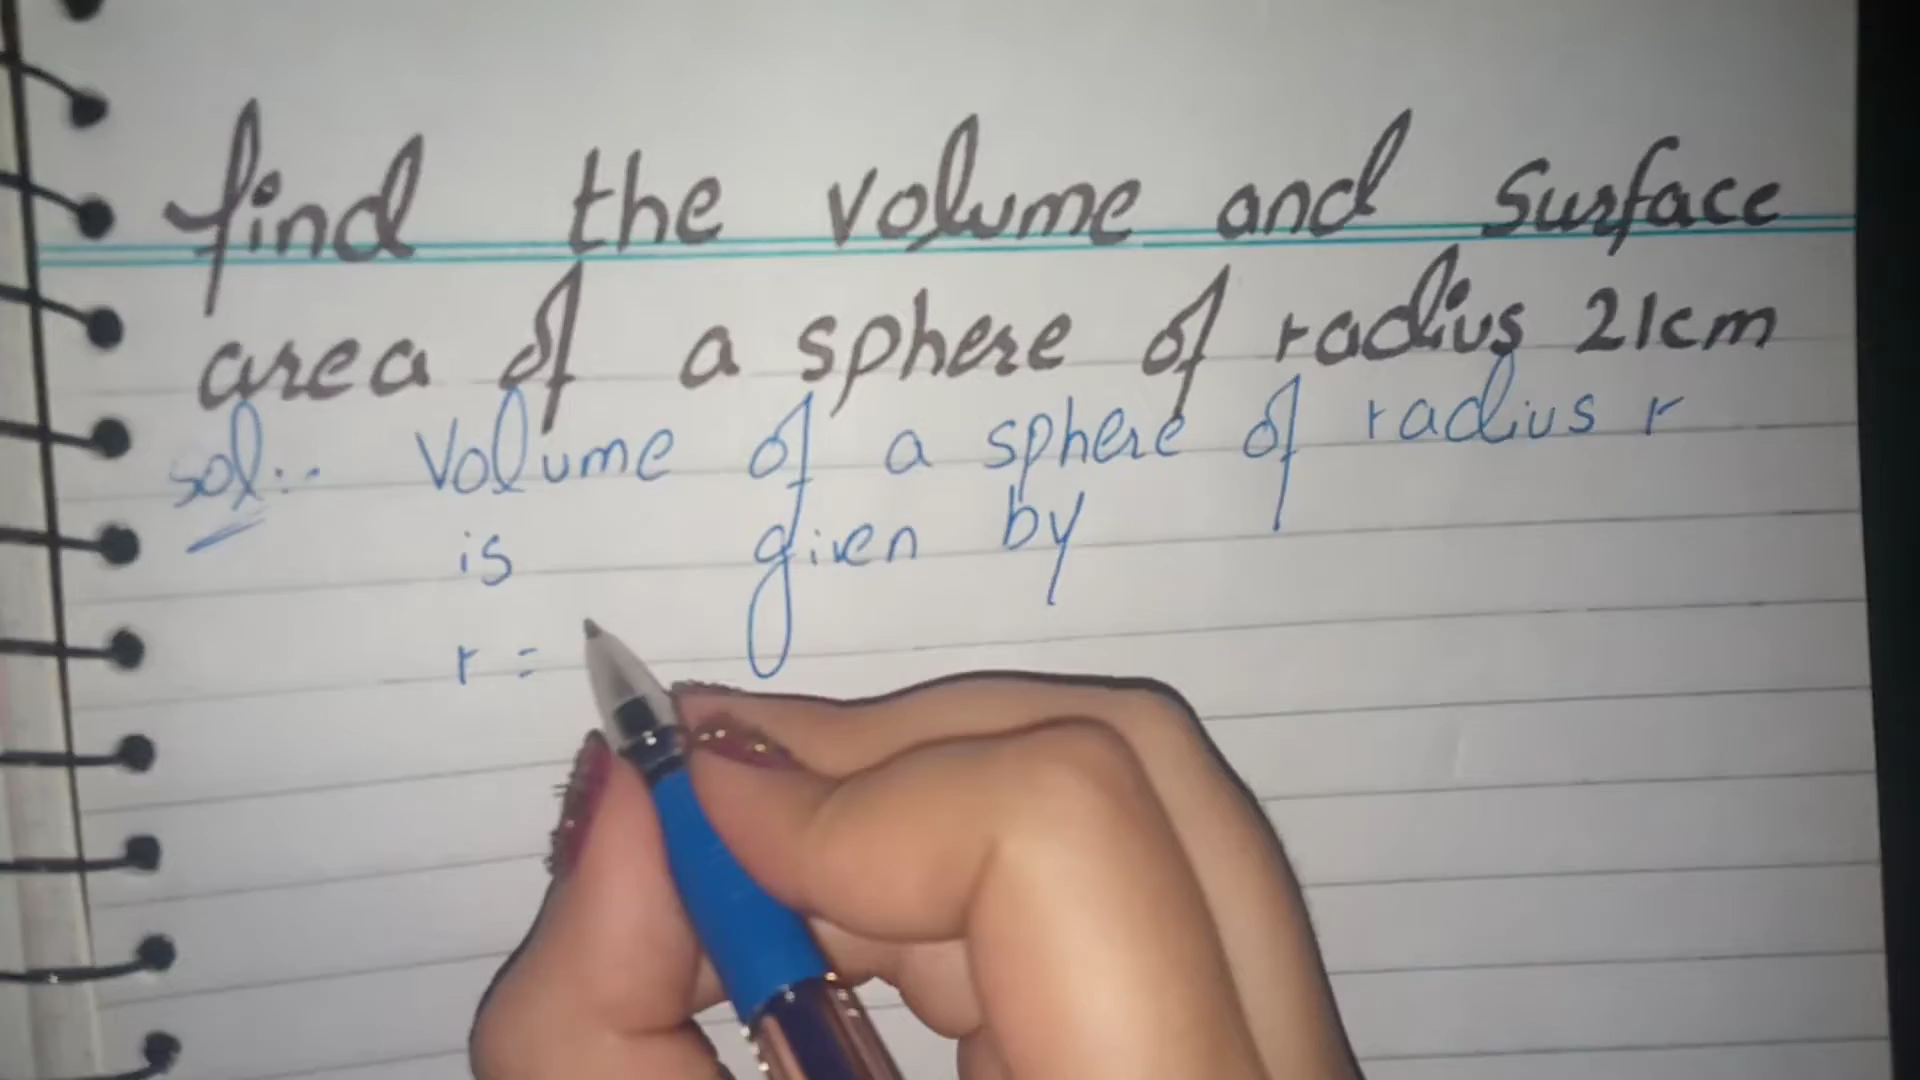 find the volume and surface
area of a sphere of radius 21cm
sol:- Volume of a sphere of radius r
is given by
r =